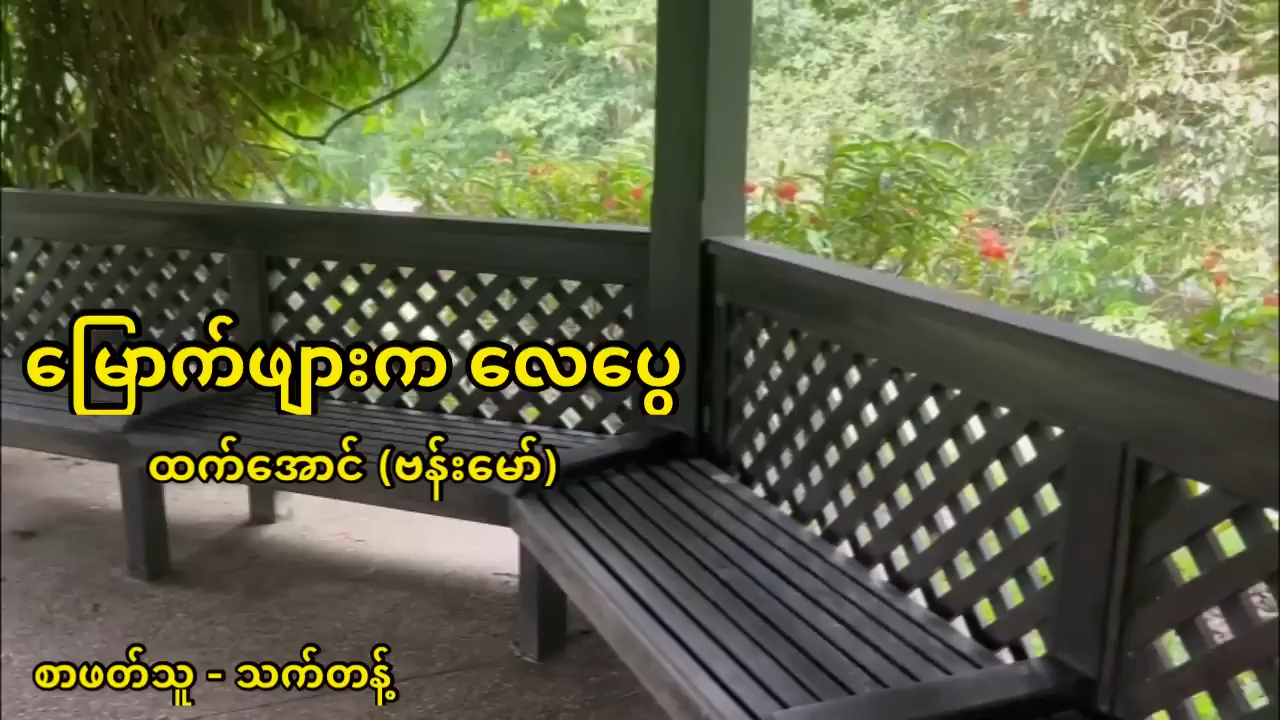 မြောက်ဖျားက လေပွေ
ထက်အောင် (ဗန်းမော်)
စာဖတ်သူ - သက်တန့်